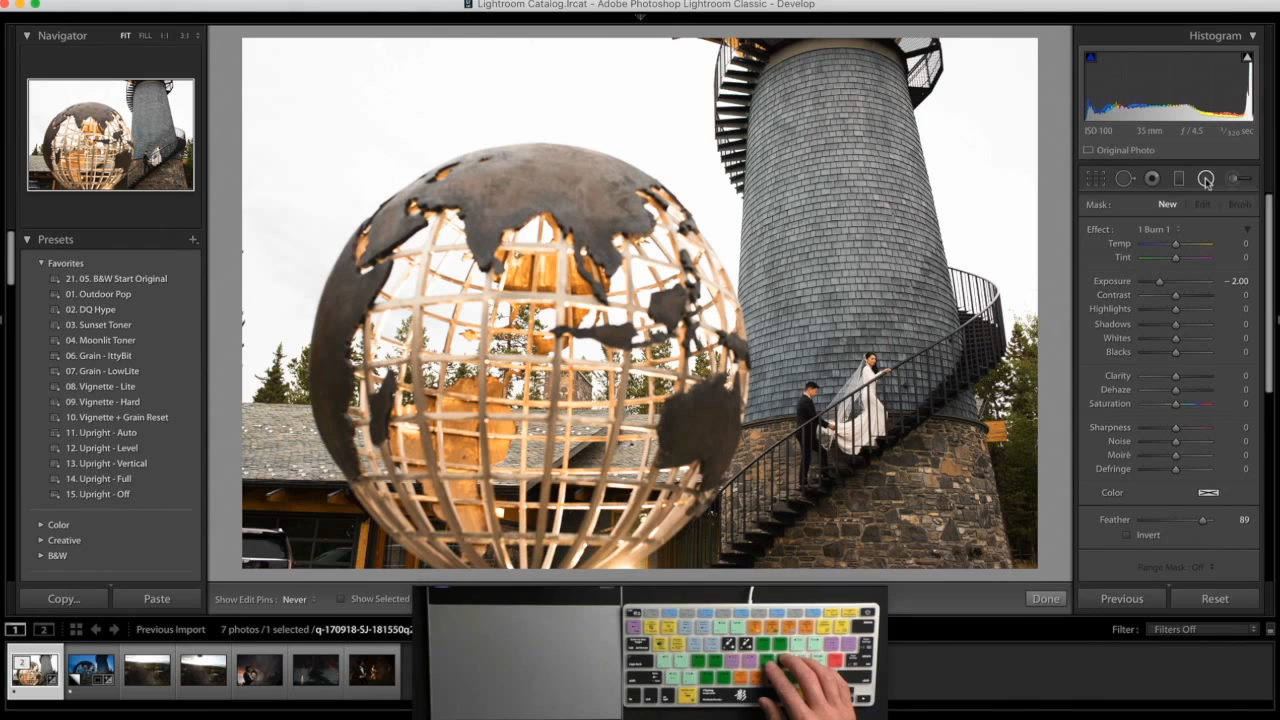 Lightroom Catalog.lrcat - Adobe Photoshop Lightroom Classic - Develop
Navigator FIT FILL 1:1 3:1
Presets
Favorites
21. 05. B&W Start Original
01. Outdoor Pop
02. DQ Hype
03. Sunset Toner
04. Moonlit Toner
06. Grain - IttyBit
07. Grain - LowLite
08. Vignette - Lite
09. Vignette - Hard
10. Vignette + Grain Reset
11. Upright - Auto
12. Upright - Level
13. Upright - Vertical
14. Upright - Full
15. Upright - Off
Color
Creative
B&W
Copy... Paste
Show Edit Pins : Never Show Selected
Done
Histogram
ISO 100 35 mm ƒ / 4.5 1/320 sec
Original Photo
Mask : New Edit Brush
Effect : 1 Burn 1
Temp 0
Tint 0
Exposure – 2.00
Contrast 0
Highlights 0
Shadows 0
Whites 0
Blacks 0
Clarity 0
Dehaze 0
Saturation 0
Sharpness 0
Noise 0
Moiré 0
Defringe 0
Color
Feather 89
Invert
Range Mask : Off
Previous Reset
1 2 Previous Import 7 photos /1 selected /q-170918-SJ-181550q2
Filter : Filters Off
2